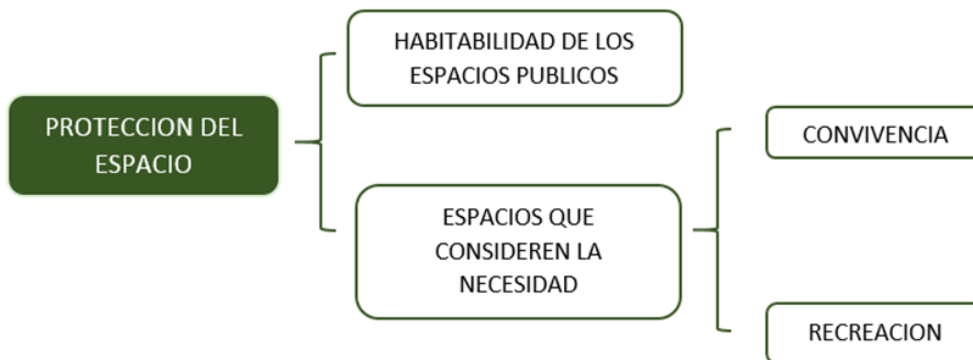 PROTECCION DEL
ESPACIO
HABITABILIDAD DE LOS
ESPACIOS PUBLICOS
ESPACIOS QUE
CONSIDEREN LA
NECESIDAD
CONVIVENCIA
RECREACION